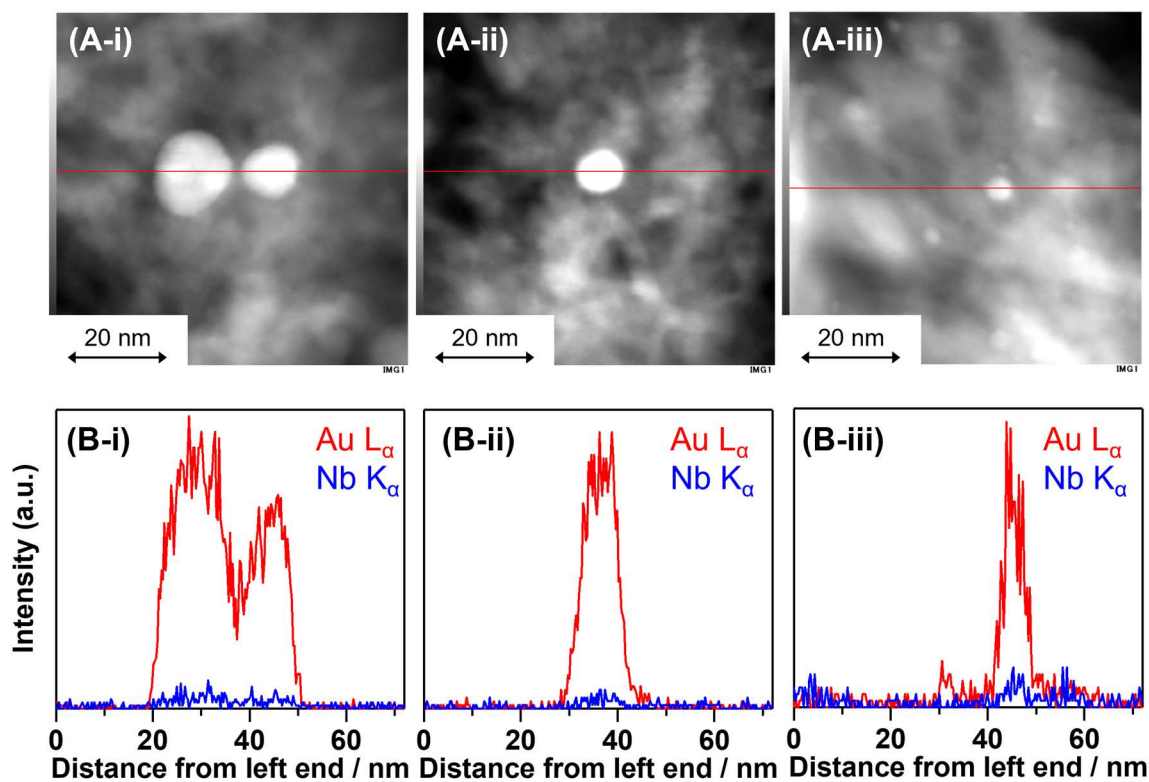 (A-i)
(A-ii)
(A-iii)
20 nm
20 nm
20 nm
IMG1
IMG1
IMG1
(B-i)
Au Lα
Nb Kα
(B-ii)
Au Lα
Nb Kα
(B-iii)
Au Lα
Nb Kα
Intensity (a.u.)
0 20 40 60
0 20 40 60
0 20 40 60
Distance from left end / nm
Distance from left end / nm
Distance from left end / nm